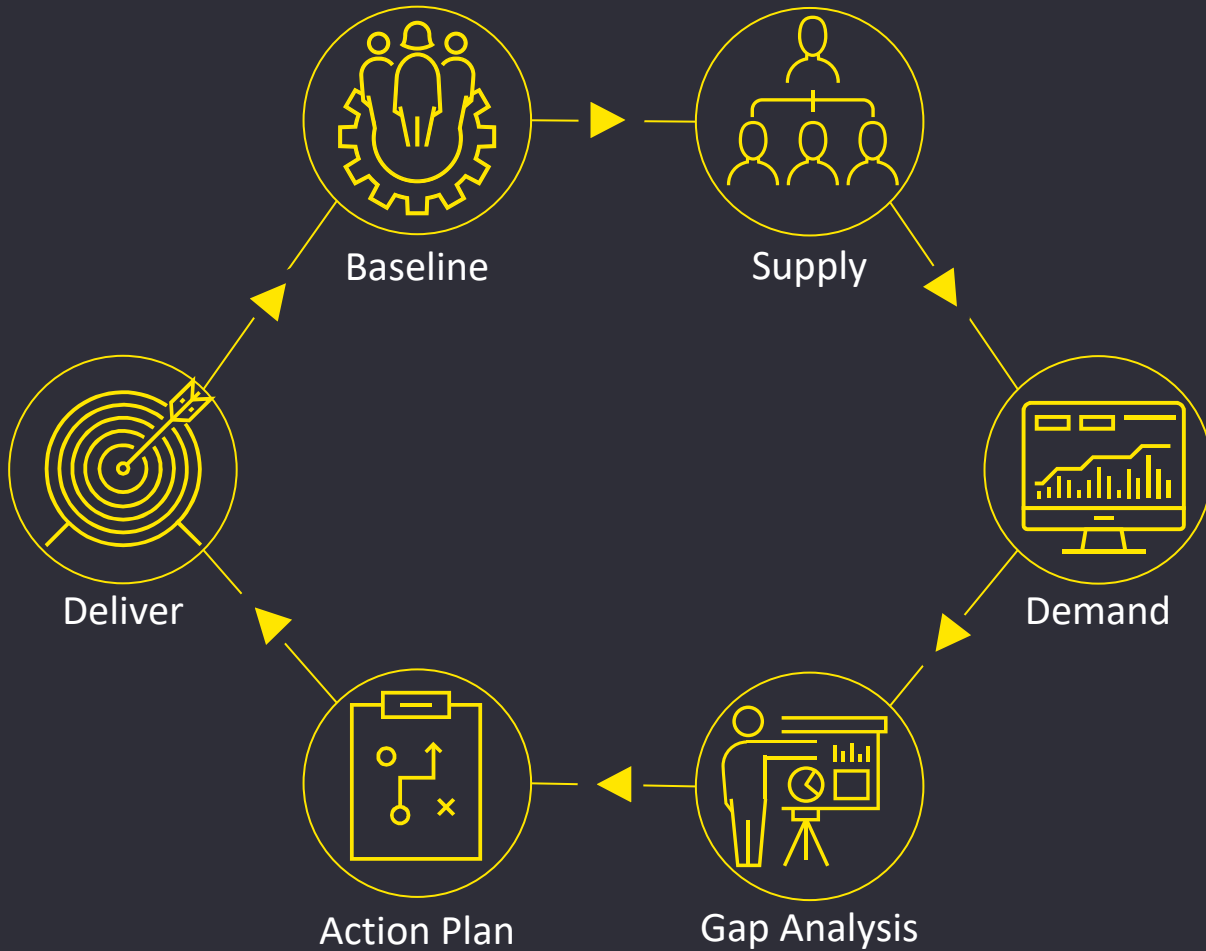 Baseline
Supply
Deliver
Demand
Action Plan
Gap Analysis